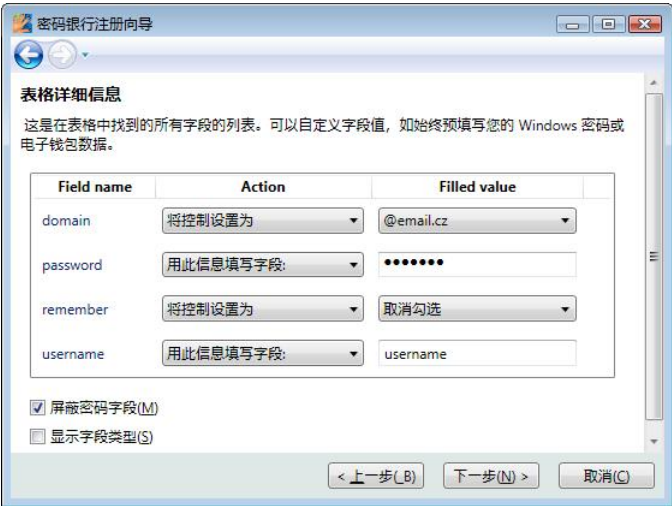 密码银行注册向导
表格详细信息
这是在表格中找到的所有字段的列表。可以自定义字段值，如始终预填写您的 Windows 密码或
电子钱包数据。
Field name Action Filled value
domain 将控制设置为 @email.cz
password 用此信息填写字段: •••••••
remember 将控制设置为 取消勾选
username 用此信息填写字段: username
屏蔽密码字段(M)
显示字段类型(S)
< 上一步(_B) 下一步(N) > 取消(C)